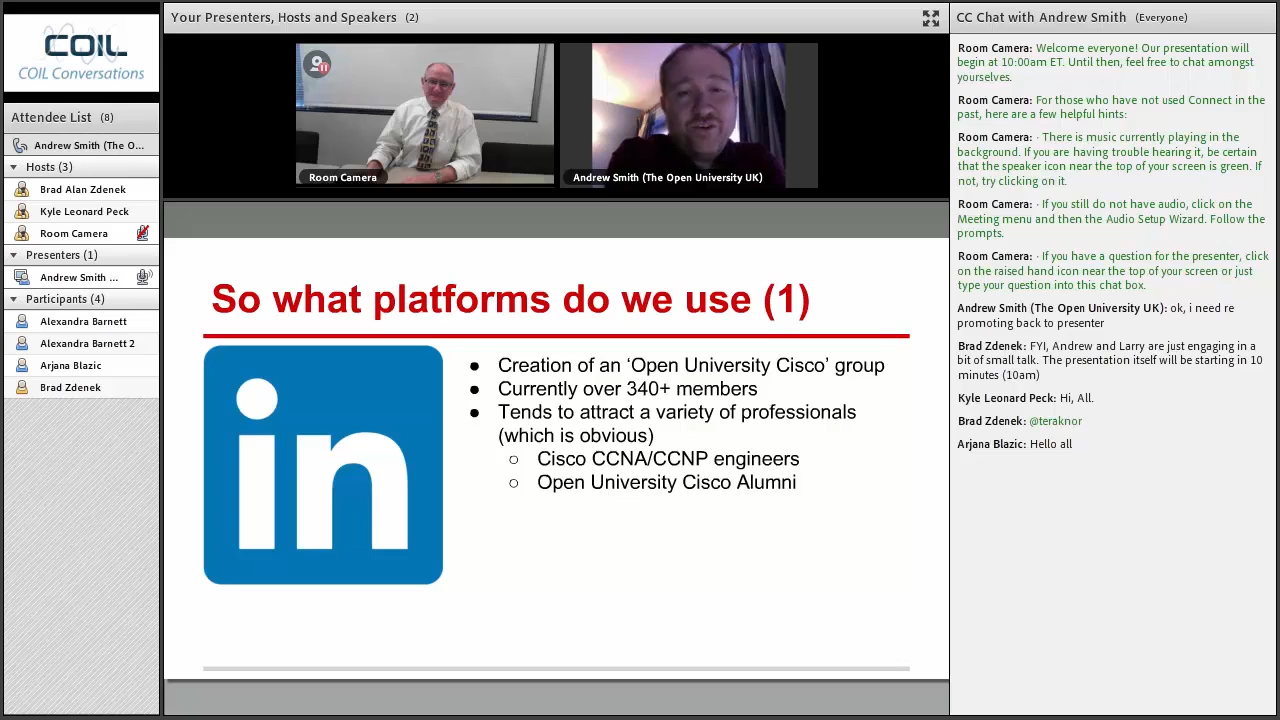 COIL
COIL Conversations
Attendee List (8)
Andrew Smith (The O...
Hosts (3)
Brad Alan Zdenek
Kyle Leonard Peck
Room Camera
Presenters (1)
Andrew Smith ...
Participants (4)
Alexandra Barnett
Alexandra Barnett 2
Arjana Blazic
Brad Zdenek
Your Presenters, Hosts and Speakers (2)
Room Camera
Andrew Smith (The Open University UK)
So what platforms do we use (1)
in
● Creation of an ‘Open University Cisco’ group
● Currently over 340+ members
● Tends to attract a variety of professionals
(which is obvious)
○ Cisco CCNA/CCNP engineers
○ Open University Cisco Alumni
CC Chat with Andrew Smith (Everyone)
Room Camera: Welcome everyone! Our presentation will
begin at 10:00am ET. Until then, feel free to chat amongst
yourselves.
Room Camera: For those who have not used Connect in the
past, here are a few helpful hints:
Room Camera: · There is music currently playing in the
background. If you are having trouble hearing it, be certain
that the speaker icon near the top of your screen is green. If
not, try clicking on it.
Room Camera: · If you still do not have audio, click on the
Meeting menu and then the Audio Setup Wizard. Follow the
prompts.
Room Camera: · If you have a question for the presenter, click
on the raised hand icon near the top of your screen or just
type your question into this chat box.
Andrew Smith (The Open University UK): ok, i need re
promoting back to presenter
Brad Zdenek: FYI, Andrew and Larry are just engaging in a
bit of small talk. The presentation itself will be starting in 10
minutes (10am)
Kyle Leonard Peck: Hi, All.
Brad Zdenek: @teraknor
Arjana Blazic: Hello all